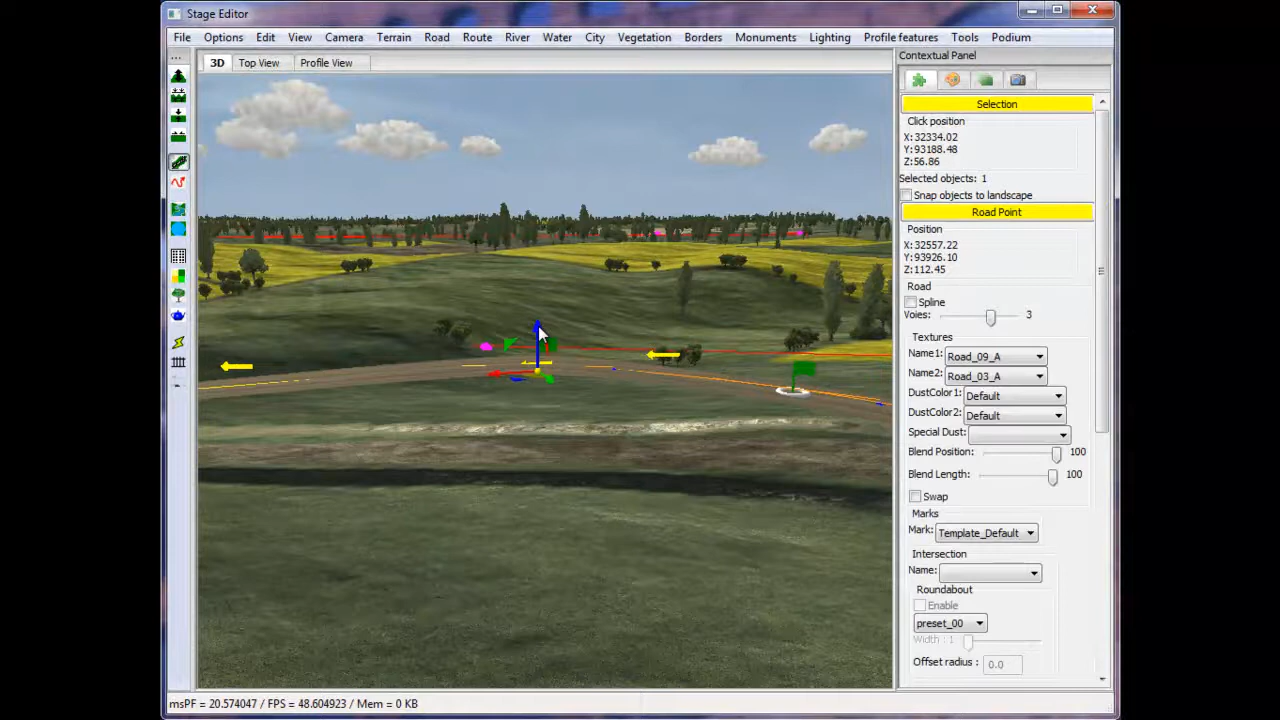 Stage Editor
File Options Edit View Camera Terrain Road Route River Water City Vegetation Borders Monuments Lighting Profile features Tools Podium
3D Top View Profile View
Contextual Panel
Selection
Click position
X:32334.02
Y:93188.48
Z:56.86
Selected objects: 1
Snap objects to landscape
Road Point
Position
X:32557.22
Y:93926.10
Z:112.45
Road
Spline
Voies: 3
Textures
Name1: Road_09_A
Name2: Road_03_A
DustColor1: Default
DustColor2: Default
Special Dust:
Blend Position: 100
Blend Length: 100
Swap
Marks
Mark: Template_Default
Intersection
Name:
Roundabout
Enable
preset_00
Width : 1
Offset radius : 0.0
msPF = 20.574047 / FPS = 48.604923 / Mem = 0 KB